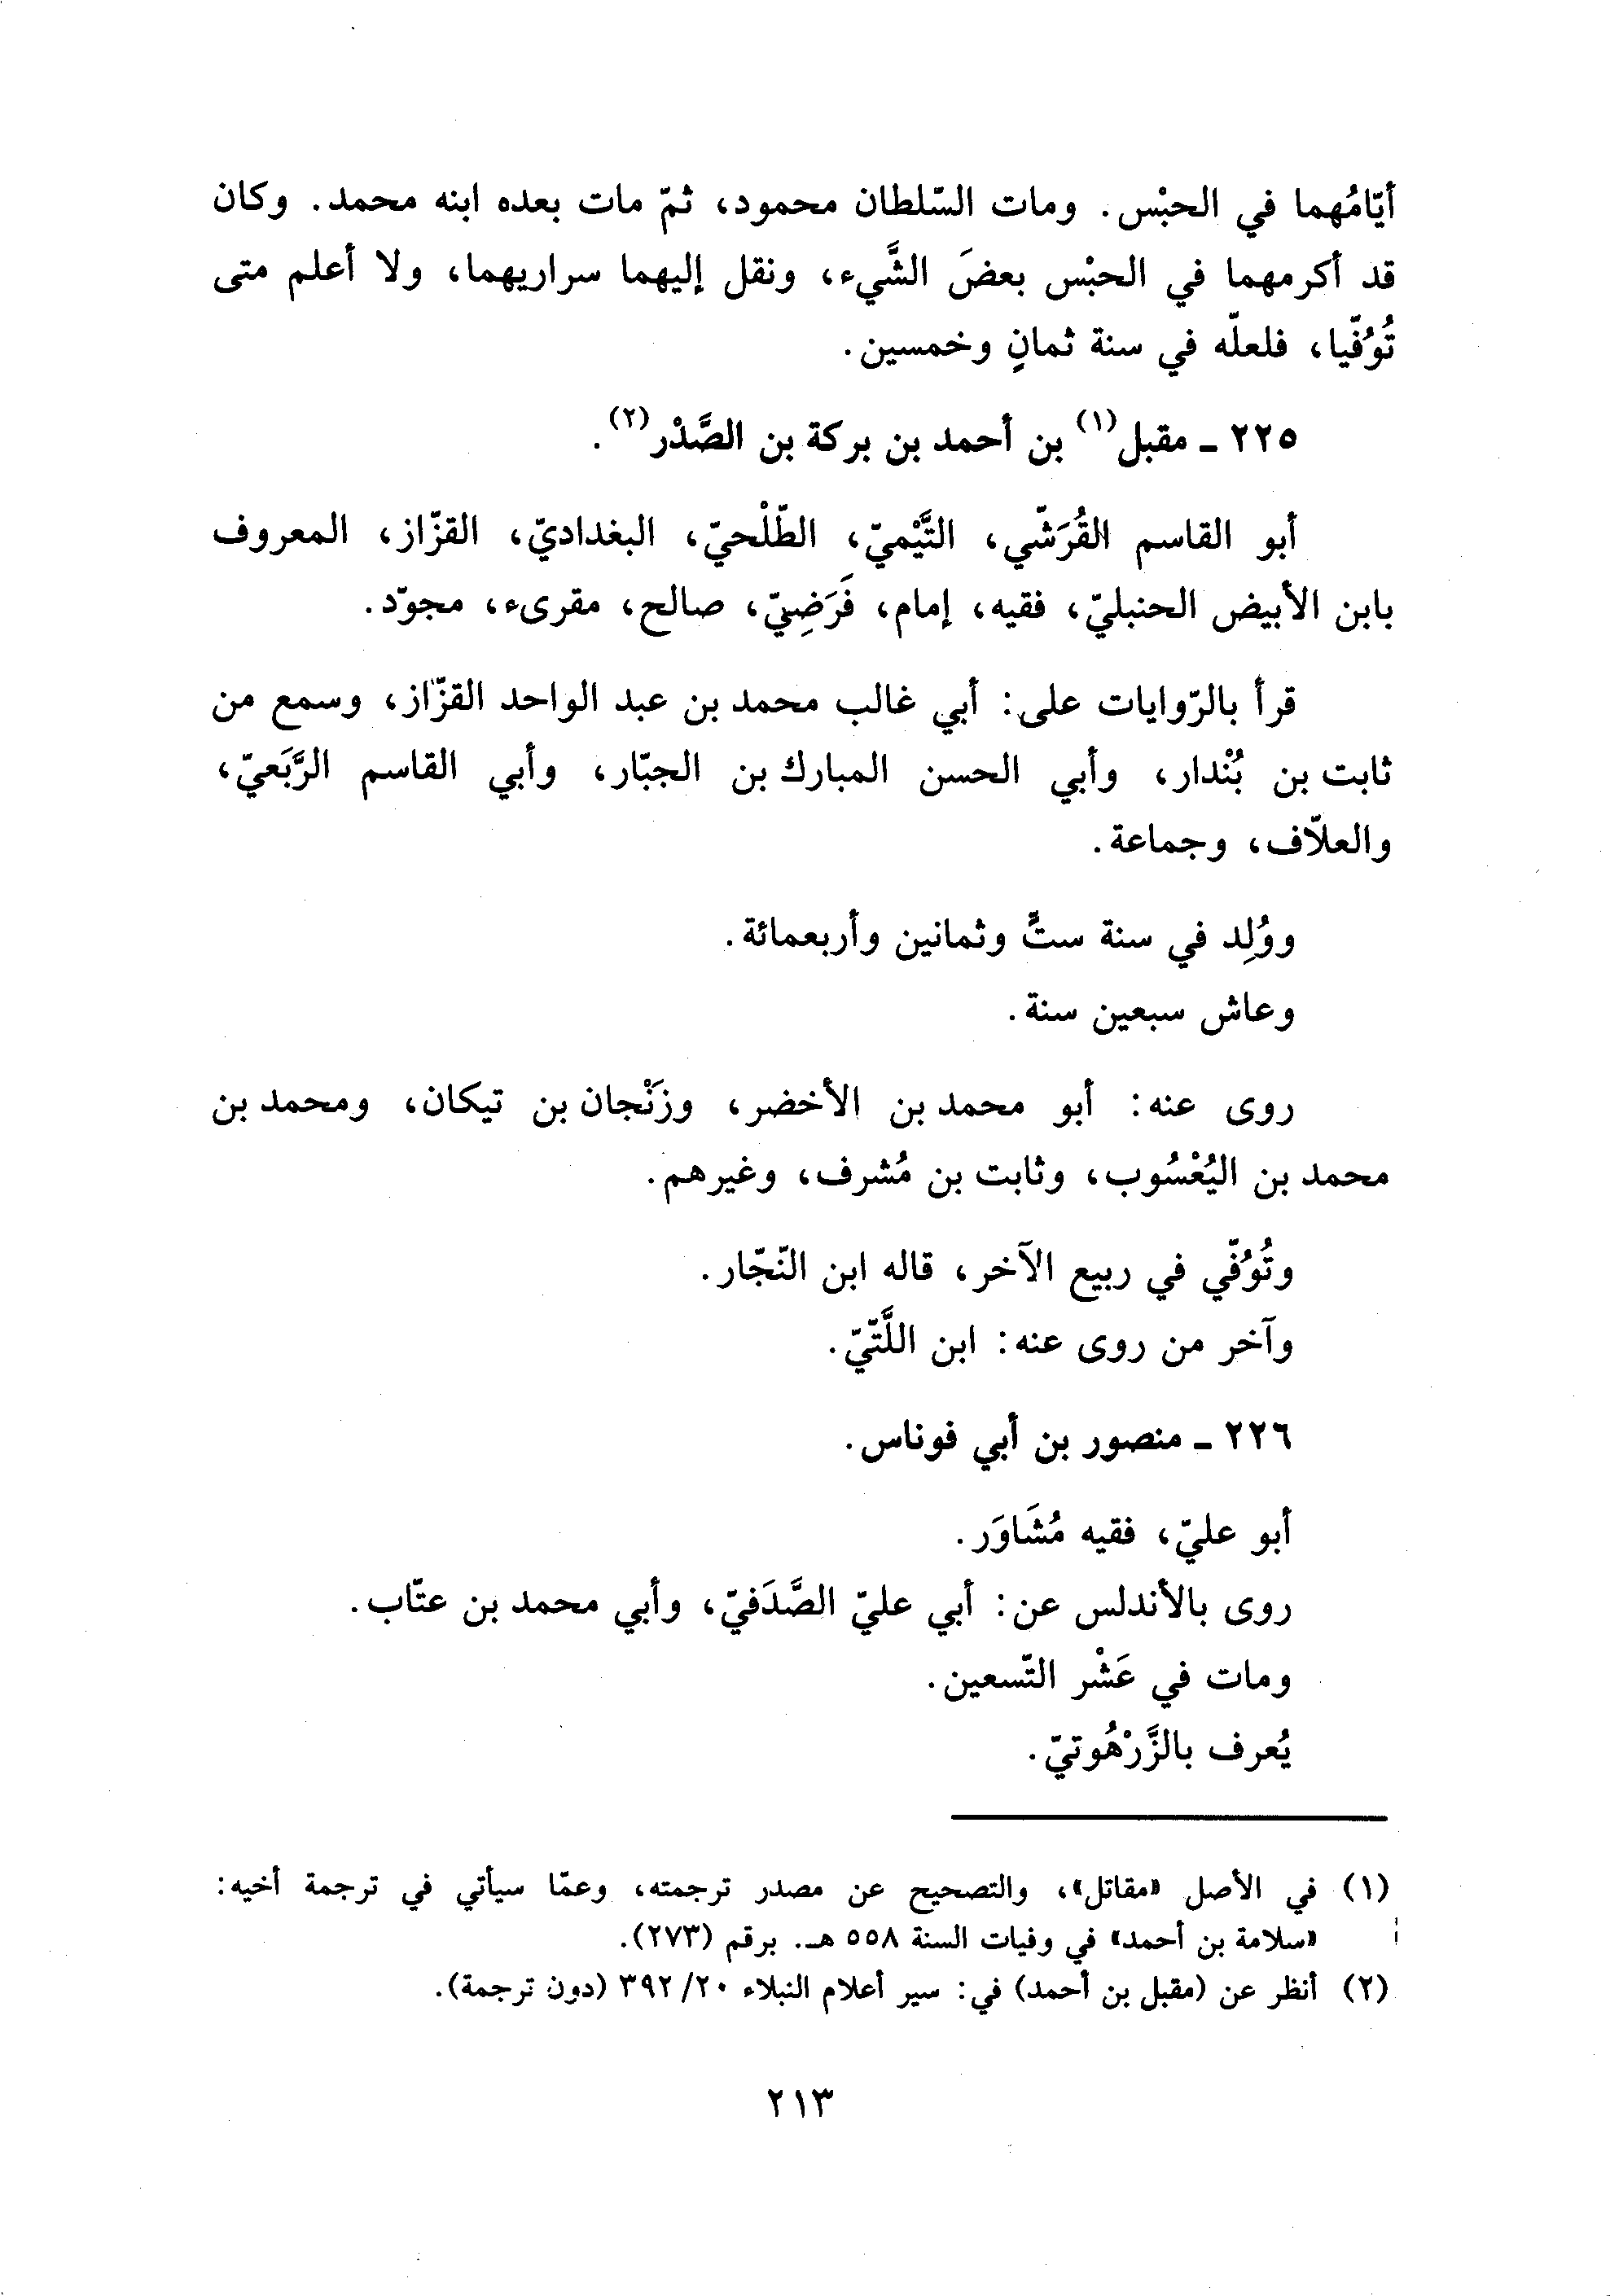 أيّامُهما في الحبْس. ومات السّلطان محمود، ثمّ مات بعده ابنه محمد. وكان
قد أكرمهما في الحبْس بعضَ الشَّيء، ونقل إليهما سراريهما، ولا أعلم متى
تُوُفّيا، فلعلّه في سنة ثمانٍ وخمسين.
٢٢٥ ـ مقبل(١) بن أحمد بن بركة بن الصَّدْر(٢).
أبو القاسم القُرَشّي، التَّيْميّ، الطّلْحيّ، البغداديّ، القزّاز، المعروف
بابن الأبيض الحنبليّ، فقيه، إمام، فَرَضِيّ، صالح، مقرىء، مجوّد.
قرأ بالرّوايات على: أبي غالب محمد بن عبد الواحد القزّاز، وسمع من
ثابت بن بُنْدار، وأبي الحسن المبارك بن الجبّار، وأبي القاسم الرَّبَعيّ،
والعلّاف، وجماعة.
ووُلِد في سنة ستٍّ وثمانين وأربعمائة.
وعاش سبعين سنة.
روى عنه: أبو محمد بن الأخضر، وزَنْجان بن تيكان، ومحمد بن
محمد بن اليُعْسُوب، وثابت بن مُشرف، وغيرهم.
وتُوُفّي في ربيع الآخر، قاله ابن النّجّار.
وآخر من روى عنه: ابن اللَّتّيّ.
٢٢٦ ـ منصور بن أبي فوناس.
أبو عليّ، فقيه مُشَاوَر.
روى بالأندلس عن: أبي عليّ الصَّدَفيّ، وأبي محمد بن عتّاب.
ومات في عَشْر التّسعين.
يُعرف بالزَّرْهُوتيّ.
(١) في الأصل «مقاتل»، والتصحيح عن مصدر ترجمته، وعمّا سيأتي في ترجمة أخيه:
«سلامة بن أحمد» في وفيات السنة ٥٥٨ هـ. برقم (٢٧٣).
(٢) أنظر عن (مقبل بن أحمد) في: سير أعلام النبلاء ٢٠/ ٣٩٢ (دون ترجمة).
٢١٣